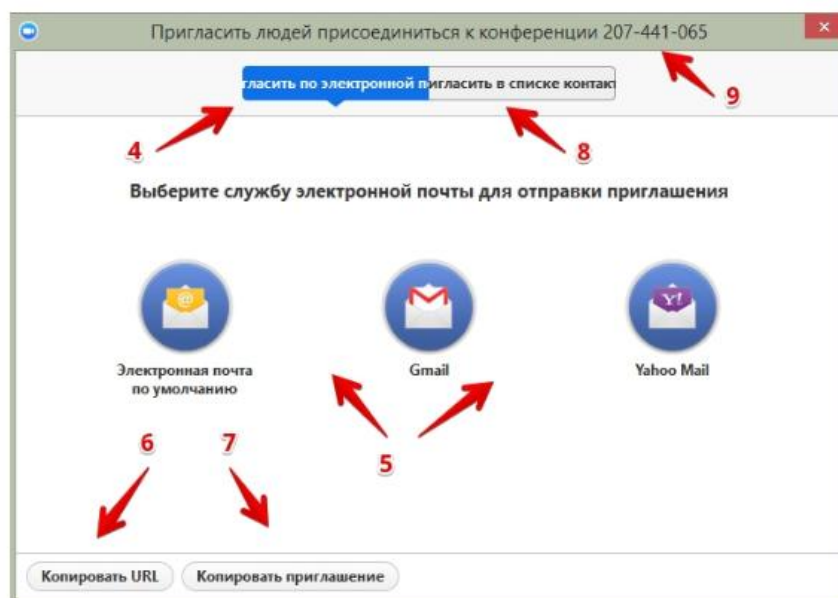 Пригласить людей присоединиться к конференции 207-441-065
гласить по электронной п игласить в списке контакт
9
4
8
Выберите службу электронной почты для отправки приглашения
@ Y!
Электронная почта
по умолчанию
Gmail
Yahoo Mail
6 7
5
Копировать URL Копировать приглашение